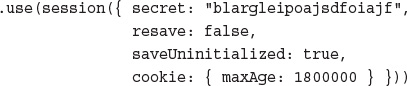 .use(session({ secret: "blargleipoajsdfoiajf",
resave: false,
saveUninitialized: true,
cookie: { maxAge: 1800000 } }))